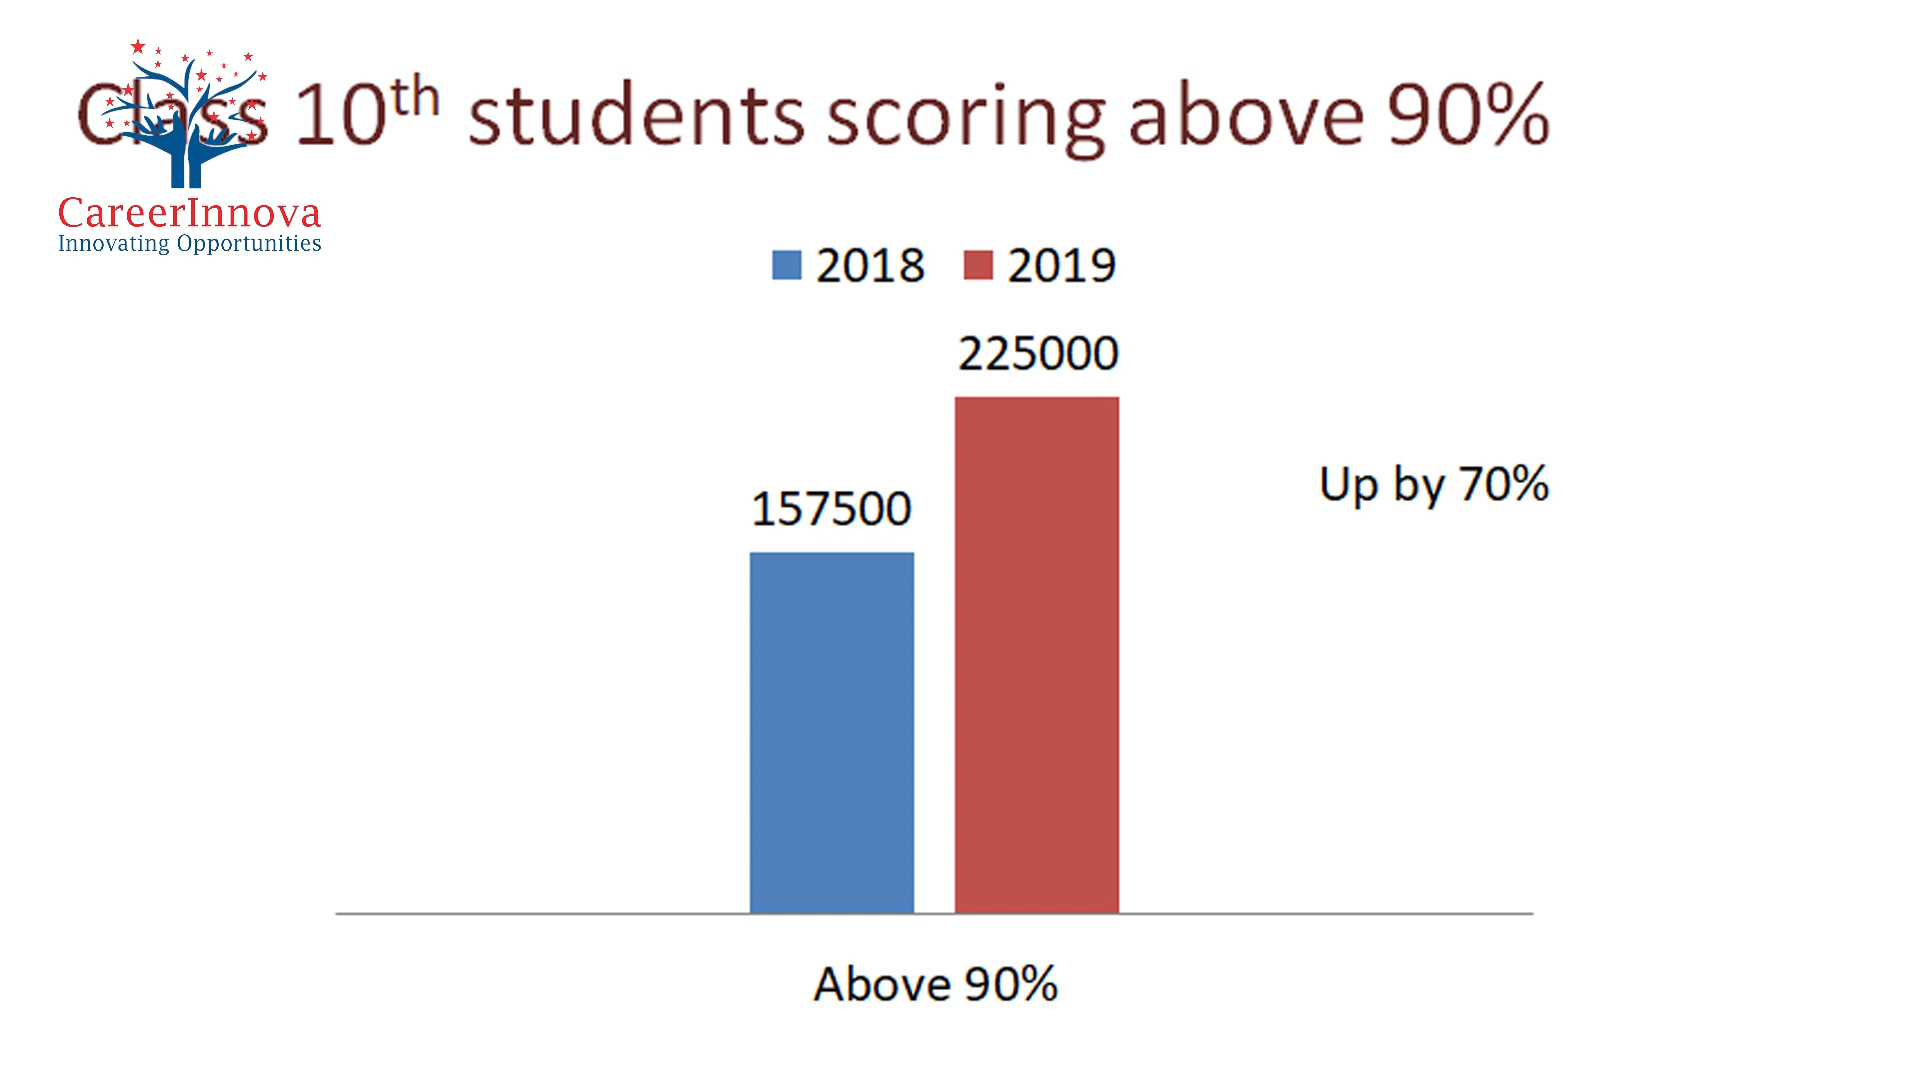 Class 10th students scoring above 90%
CareerInnova
Innovating Opportunities
2018 2019
225000
157500
Up by 70%
Above 90%